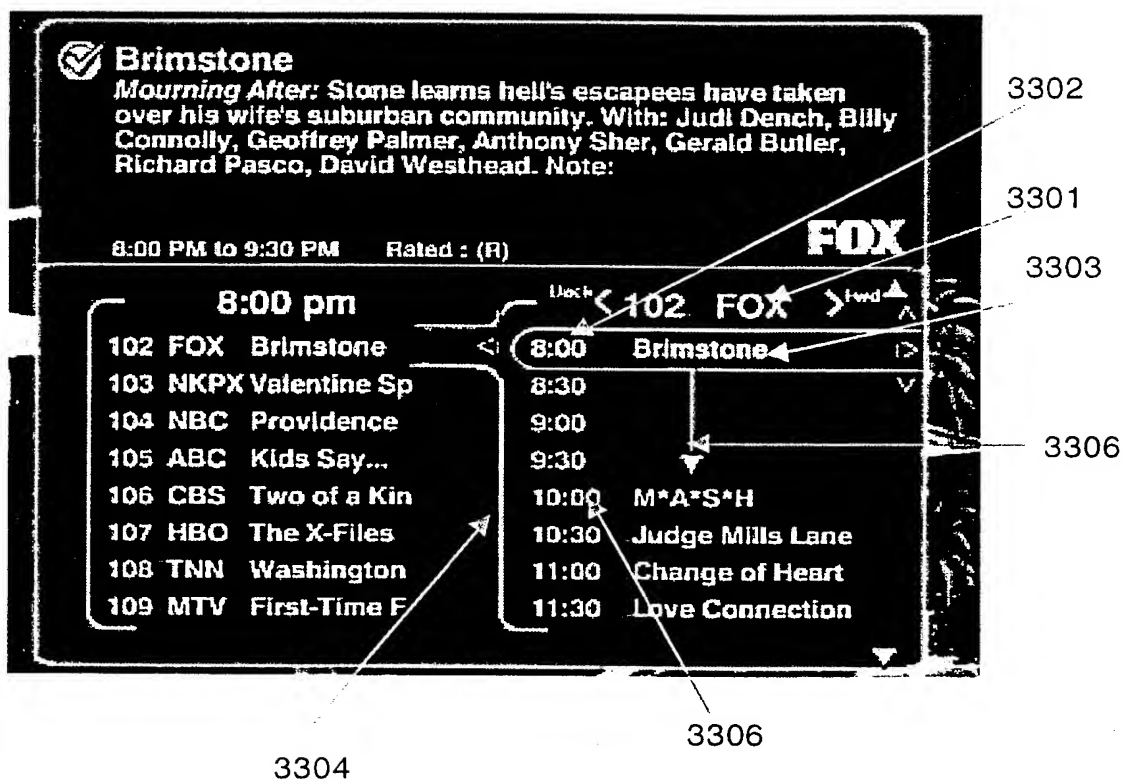 Brimstone
Mourning After: Stone learns hell's escapees have taken
over his wife's suburban community. With: Judi Dench, Billy
Connolly, Geoffrey Palmer, Anthony Sher, Gerald Butler,
Richard Pasco, David Westhead. Note:
8:00 PM to 9:30 PM Rated : (R)
FOX
8:00 pm
102 FOX Brimstone
103 NKPX Valentine Sp
104 NBC Providence
105 ABC Kids Say...
106 CBS Two of a Kin
107 HBO The X-Files
108 TNN Washington
109 MTV First-Time F
< 102 FOX > Fwd
8:00 Brimstone
8:30
9:00
9:30
10:00 M*A*S*H
10:30 Judge Mills Lane
11:00 Change of Heart
11:30 Love Connection
3302
3301
3303
3306
3306
3304